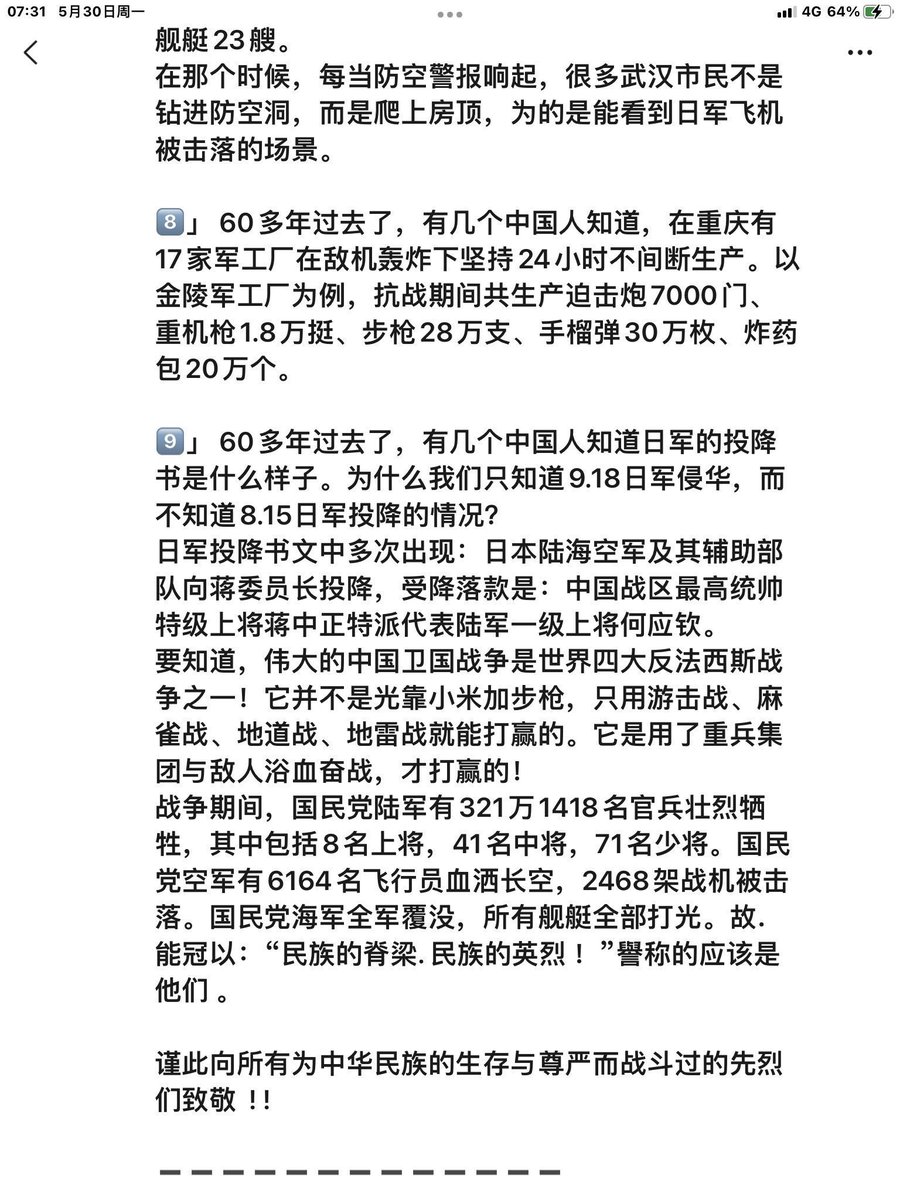 07:31 5月30日周一
4G 64%
舰艇23艘。
在那个时候，每当防空警报响起，很多武汉市民不是
钻进防空洞，而是爬上房顶，为的是能看到日军飞机
被击落的场景。
8」 60多年过去了，有几个中国人知道，在重庆有
17家军工厂在敌机轰炸下坚持24小时不间断生产。以
金陵军工厂为例，抗战期间共生产迫击炮7000门、
重机枪1.8万挺、步枪28万支、手榴弹30万枚、炸药
包20万个。
9」 60多年过去了，有几个中国人知道日军的投降
书是什么样子。为什么我们只知道9.18日军侵华，而
不知道8.15日军投降的情况?
日军投降书文中多次出现：日本陆海空军及其辅助部
队向蒋委员长投降，受降落款是：中国战区最高统帅
特级上将蒋中正特派代表陆军一级上将何应钦。
要知道，伟大的中国卫国战争是世界四大反法西斯战
争之一！它并不是光靠小米加步枪，只用游击战、麻
雀战、地道战、地雷战就能打赢的。它是用了重兵集
团与敌人浴血奋战，才打赢的!
战争期间，国民党陆军有321万1418名官兵壮烈牺
牲，其中包括8名上将，41名中将，71名少将。国民
党空军有6164名飞行员血洒长空，2468架战机被击
落。国民党海军全军覆没，所有舰艇全部打光。故.
能冠以：“民族的脊梁. 民族的英烈！”譽称的应该是
他们 。
谨此向所有为中华民族的生存与尊严而战斗过的先烈
们致敬 !!